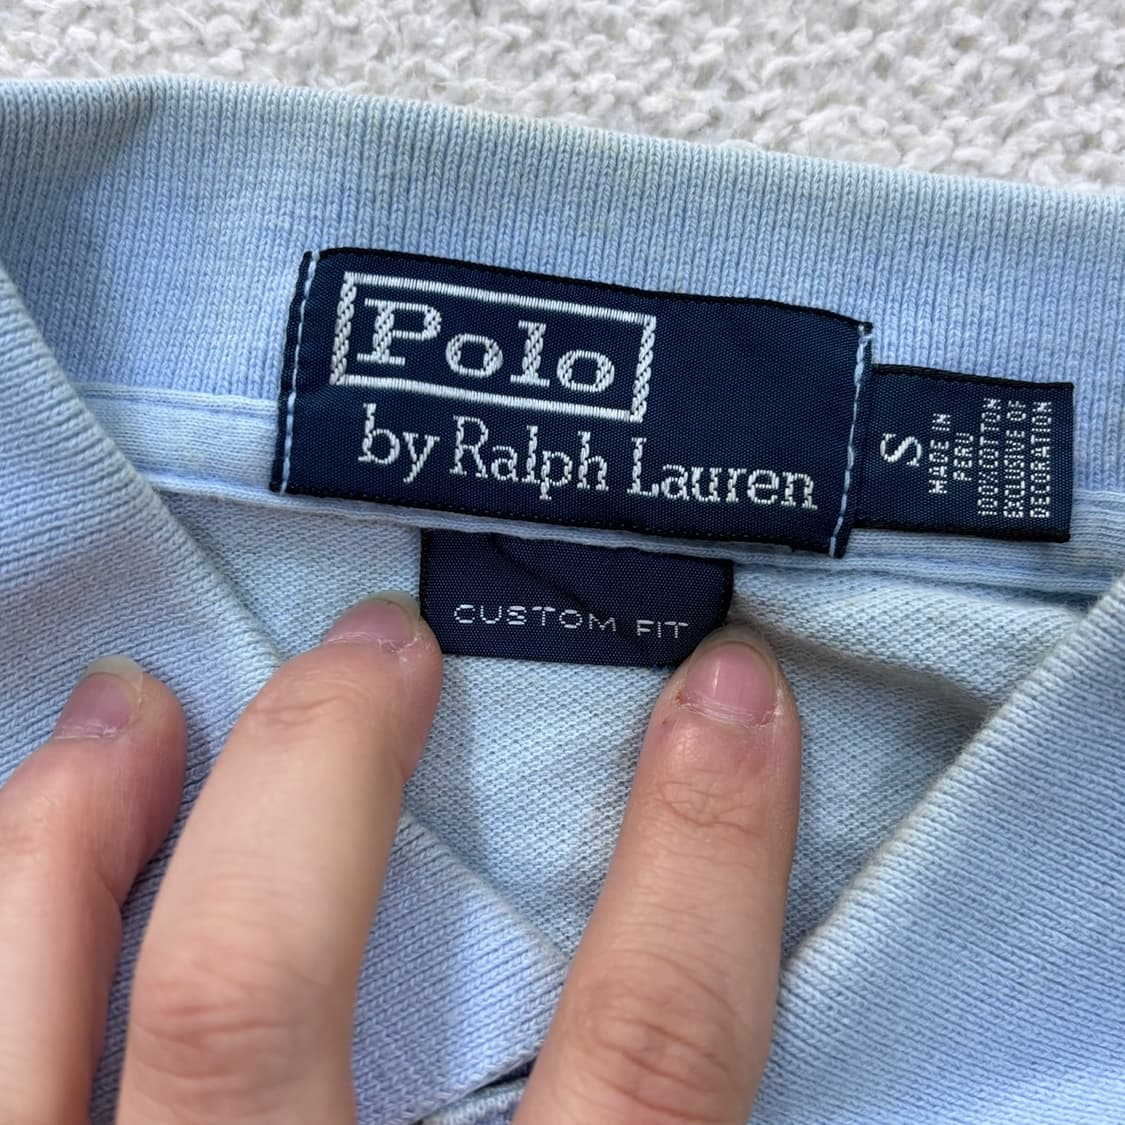 Polo
by Ralph Lauren
S
MADE IN
PERU
100%COTTON
EXCLUSIVE OF
DECORATION
CUSTOM FIT